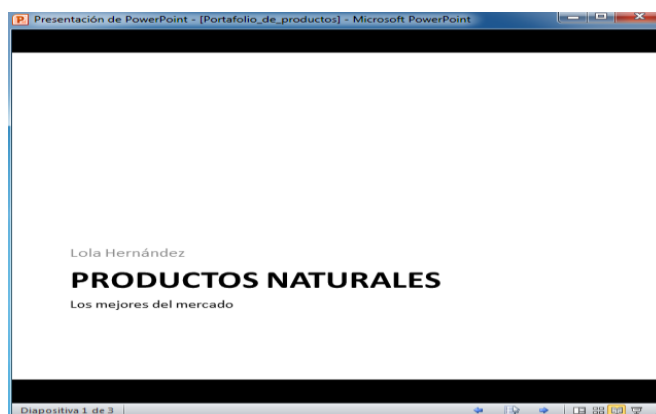 Presentación de PowerPoint - [Portafolio_de_productos] - Microsoft PowerPoint
Lola Hernández
PRODUCTOS NATURALES
Los mejores del mercado
Diapositiva 1 de 3